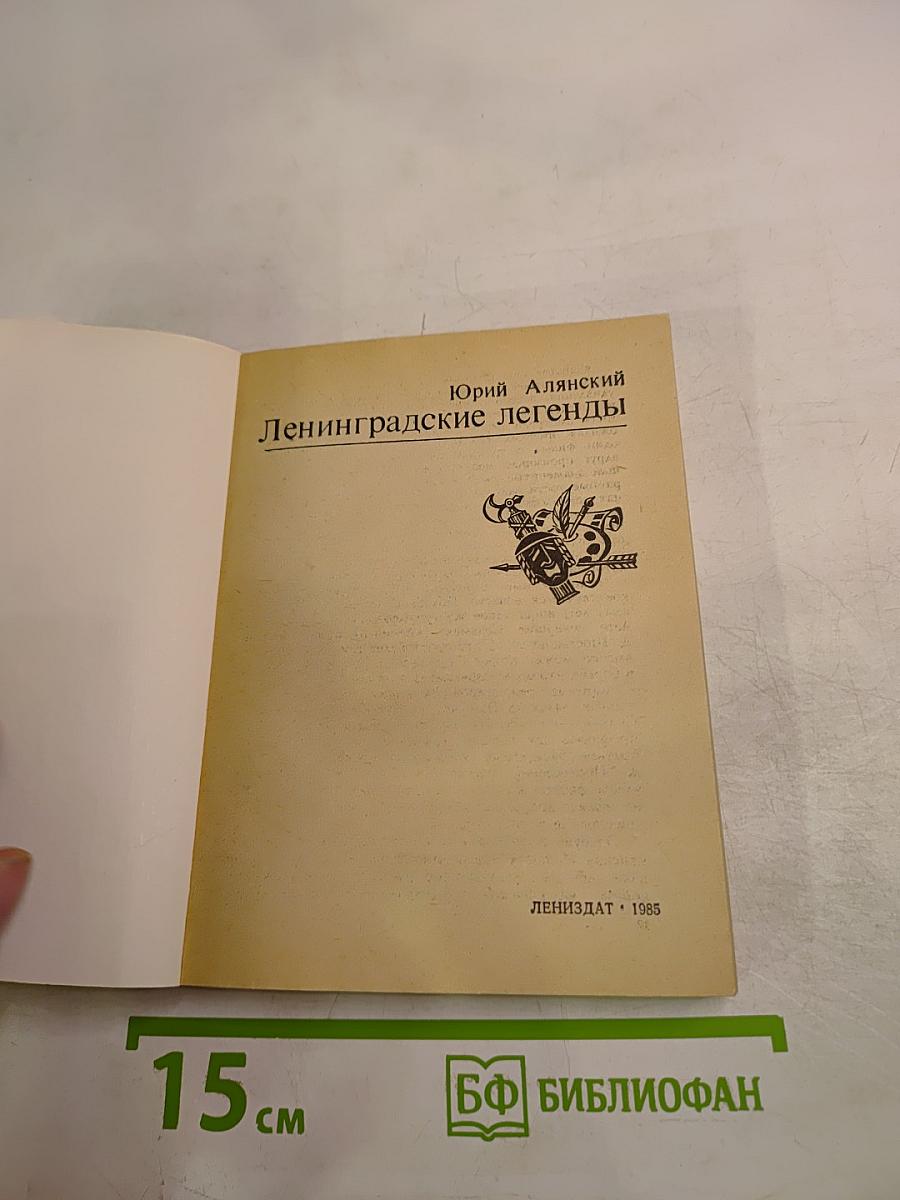 Юрий Алянский
Ленинградские легенды
ЛЕНИЗДАТ • 1985
15 см
БФ БИБЛИОФАН